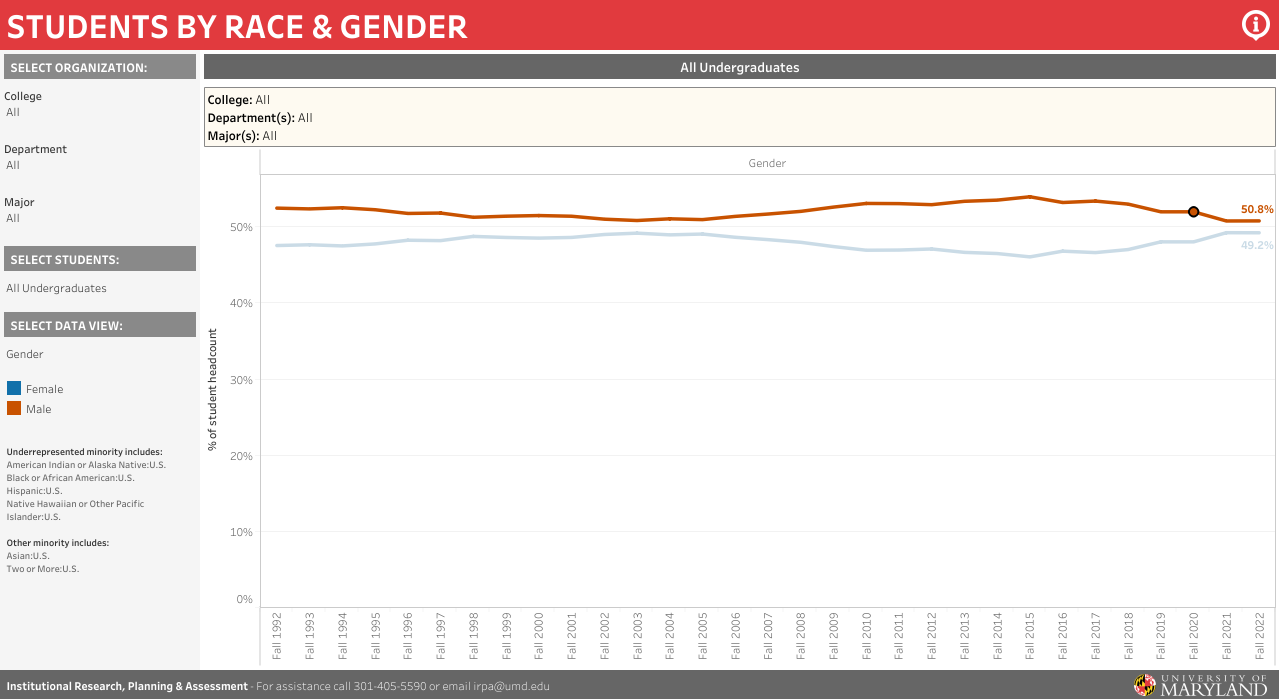 STUDENTS BY RACE & GENDER
SELECT ORGANIZATION:
College
All
Department
All
Major
All
SELECT STUDENTS:
All Undergraduates
SELECT DATA VIEW:
Gender
Female
Male
Underrepresented minority includes:
American Indian or Alaska Native:U.S.
Black or African American:U.S.
Hispanic:U.S.
Native Hawaiian or Other Pacific
Islander:U.S.
Other minority includes:
Asian:U.S.
Two or More:U.S.
All Undergraduates
College: All
Department(s): All
Major(s): All
Gender
% of student headcount
50%
40%
30%
20%
10%
0%
50.8%
49.2%
Fall 1992
Fall 1993
Fall 1994
Fall 1995
Fall 1996
Fall 1997
Fall 1998
Fall 1999
Fall 2000
Fall 2001
Fall 2002
Fall 2003
Fall 2004
Fall 2005
Fall 2006
Fall 2007
Fall 2008
Fall 2009
Fall 2010
Fall 2011
Fall 2012
Fall 2013
Fall 2014
Fall 2015
Fall 2016
Fall 2017
Fall 2018
Fall 2019
Fall 2020
Fall 2021
Fall 2022
Institutional Research, Planning & Assessment - For assistance call 301-405-5590 or email irpa@umd.edu
UNIVERSITY OF
MARYLAND